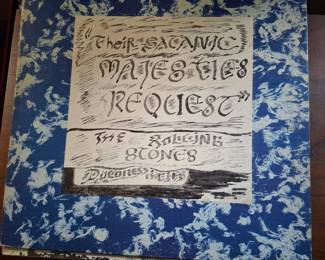 "Their SATANIC
MAJESTIES
REQUEST"
THE ROLLING
STONES